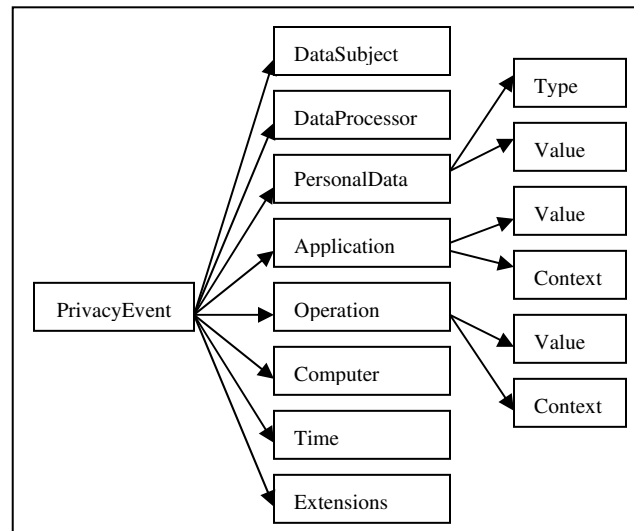 PrivacyEvent
DataSubject
DataProcessor
PersonalData
Application
Operation
Computer
Time
Extensions
Type
Value
Value
Context
Value
Context